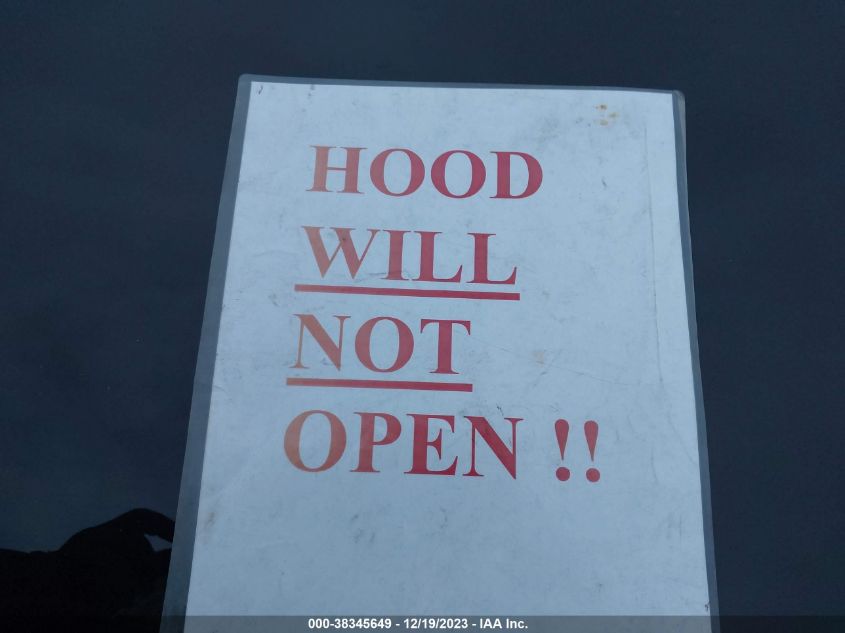 HOOD
WILL
NOT
OPEN !!
000-38345649 - 12/19/2023 - IAA Inc.